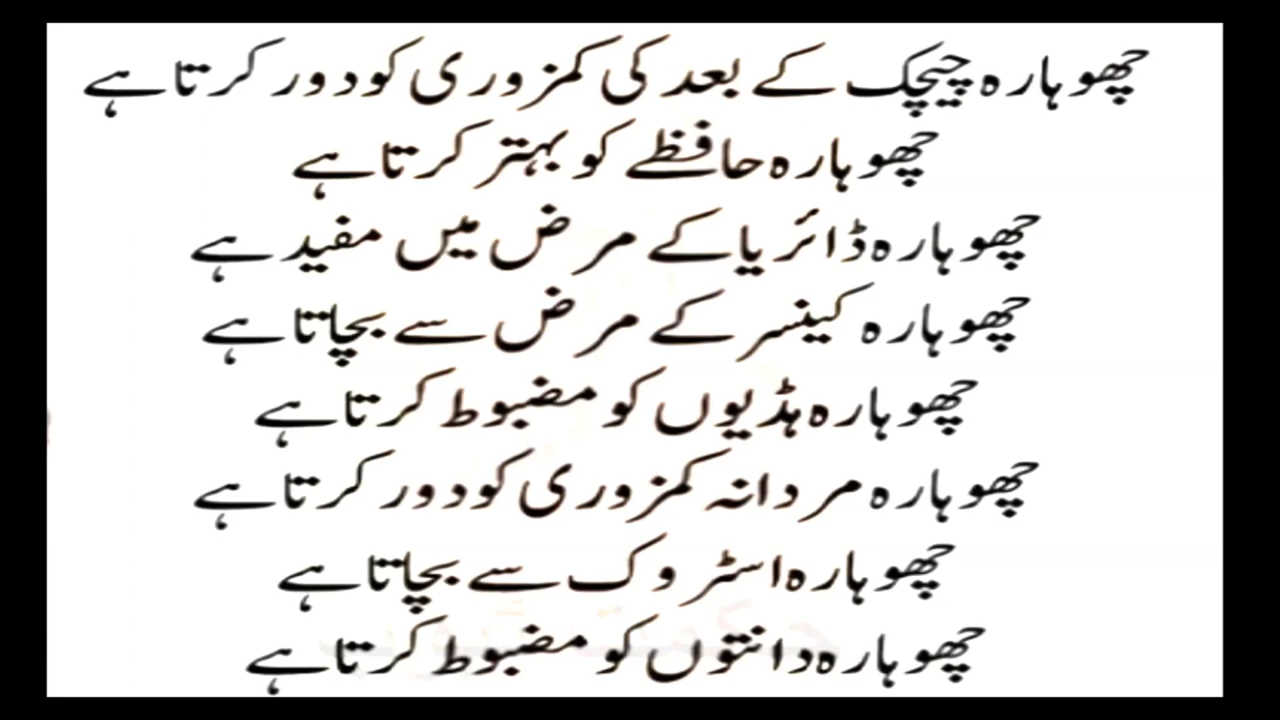 چھوہارہ چیچک کے بعد کی کمزوری کو دور کرتا ہے
چھوہارہ حافظے کو بہتر کرتا ہے
چھوہارہ ڈائریا کے مرض میں مفید ہے
چھوہارہ کینسر کے مرض سے بچاتا ہے
چھوہارہ ہڈیوں کو مضبوط کرتا ہے
چھوہارہ مردانہ کمزوری کو دور کرتا ہے
چھوہارہ اسٹروک سے بچاتا ہے
چھوہارہ دانتوں کو مضبوط کرتا ہے